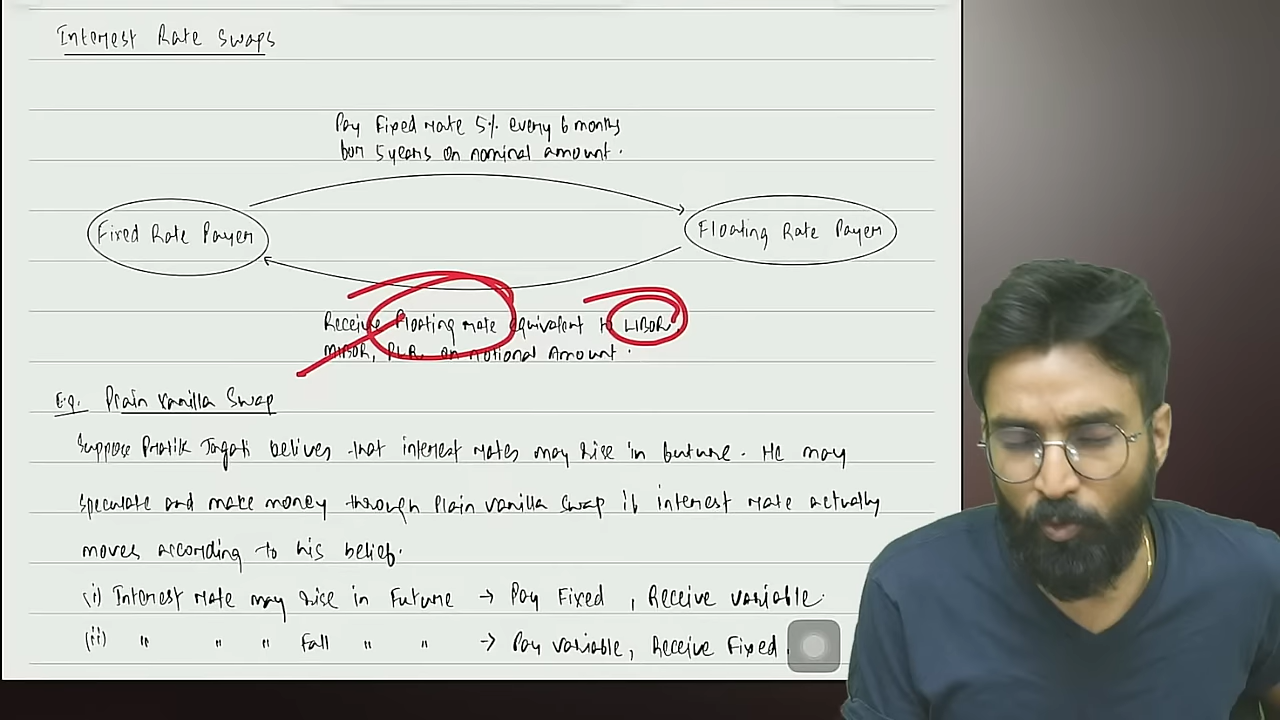 Interest Rate Swaps
Pay Fixed rate 5% every 6 months
for 5 years on nominal amount.
Fixed Rate Payer
Floating Rate Payer
Receive floating rate equivalent to LIBOR,
MIBOR, PLR, on notional Amount.
E.g. Plain Vanilla Swap
Suppose Pratik Jagati belives that interest rates may rise in future. He may
speculate and make money through plain vanilla swap if interest rate actually
moves according to his belief.
(i) Interest rate may rise in Future → Pay Fixed, Receive variable.
(ii) " " " Fall " " → Pay variable, Receive Fixed.